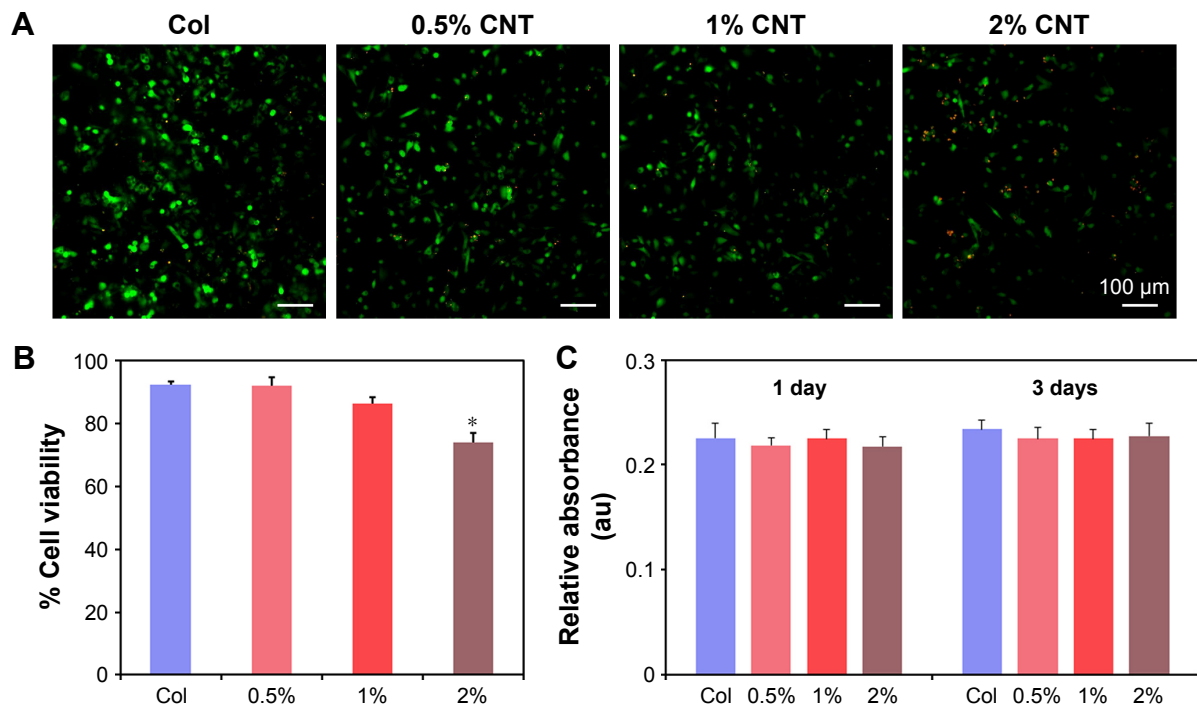 A
Col
0.5% CNT
1% CNT
2% CNT
100 µm
B
% Cell viability
100
80
60
40
20
0
*
Col
0.5%
1%
2%
C
Relative absorbance
(au)
0.3
0.2
0.1
0
1 day
3 days
Col 0.5% 1% 2%
Col 0.5% 1% 2%